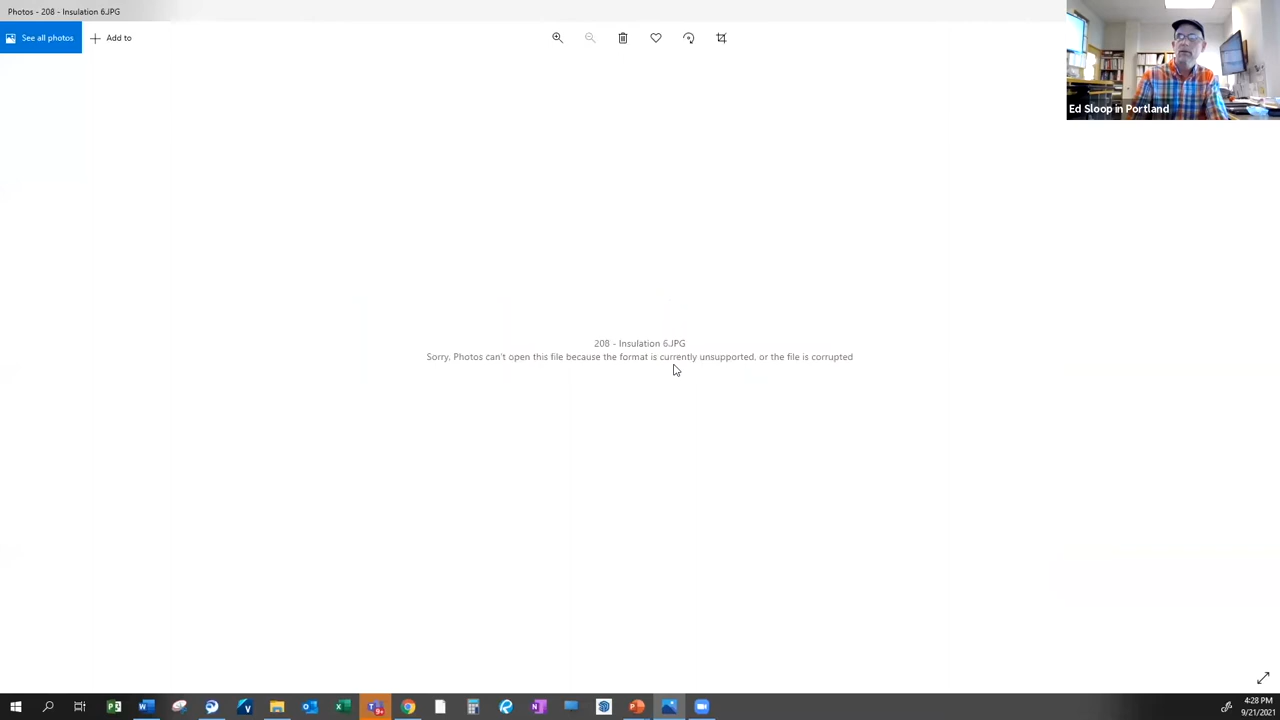 Photos - 208 - Insulation 6.JPG
See all photos
Add to
Ed Sloop in Portland
208 - Insulation 6.JPG
Sorry, Photos can't open this file because the format is currently unsupported, or the file is corrupted
4:28 PM
9/21/2021